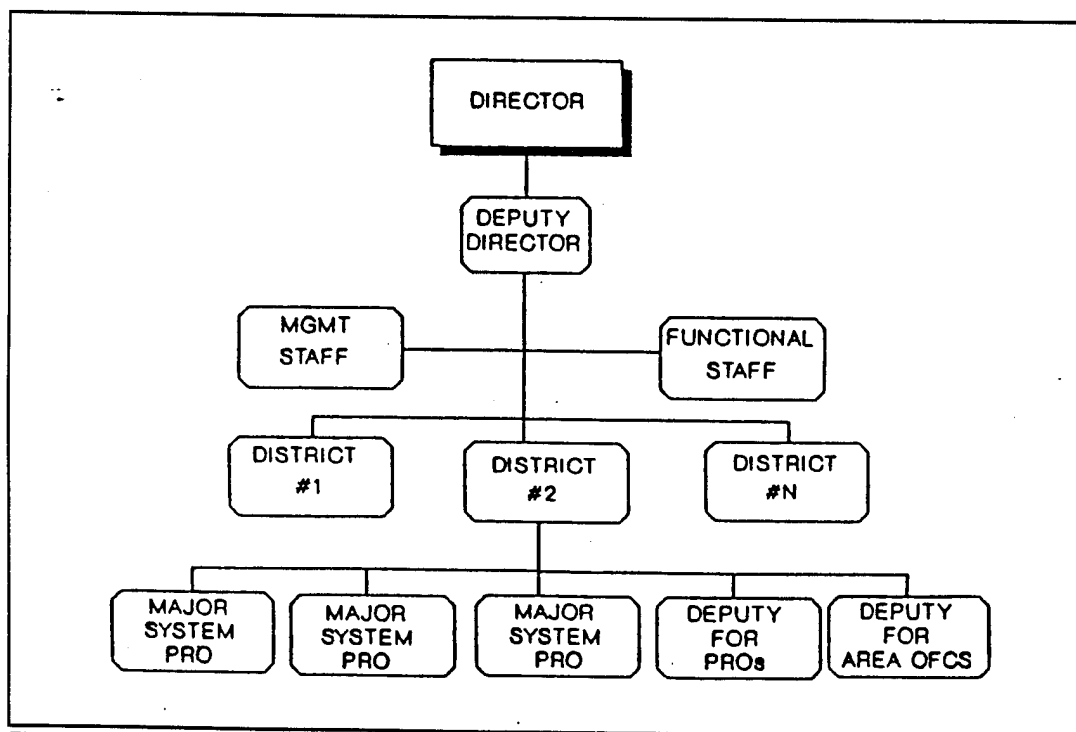 DIRECTOR
DEPUTY
DIRECTOR
MGMT
STAFF
FUNCTIONAL
STAFF
DISTRICT
#1
DISTRICT
#2
DISTRICT
#N
MAJOR
SYSTEM
PRO
MAJOR
SYSTEM
PRO
MAJOR
SYSTEM
PRO
DEPUTY
FOR
PROs
DEPUTY
FOR
AREA OFCS